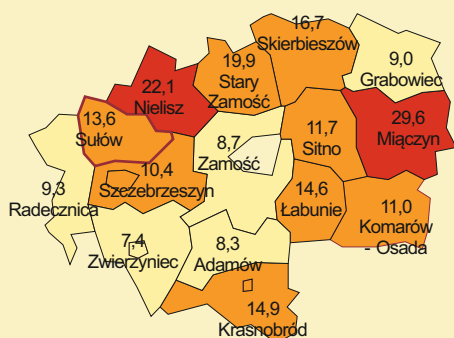 16,7
Skierbieszów
9,0
Grabowiec
19,9
Stary
Zamość
22,1
Nielisz
29,6
Miączyn
13,6
Sułów
8,7
Zamość
11,7
Sitno
10,4
Szczebrzeszyn
9,3
Radecznica
14,6
Łabunie
11,0
Komarów
- Osada
7,4
Zwierzyniec
8,3
Adamów
14,9
Krasnobród